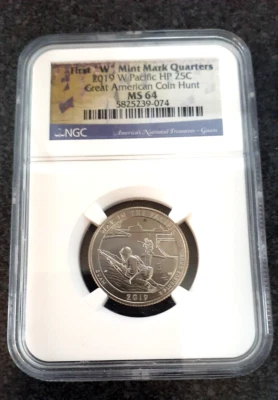 First "W" Mint Mark Quarters
2019 W Pacific HP 25C
Great American Coin Hunt
MS 64
5825239-074
NGC
America's National Treasures - Guam
2019